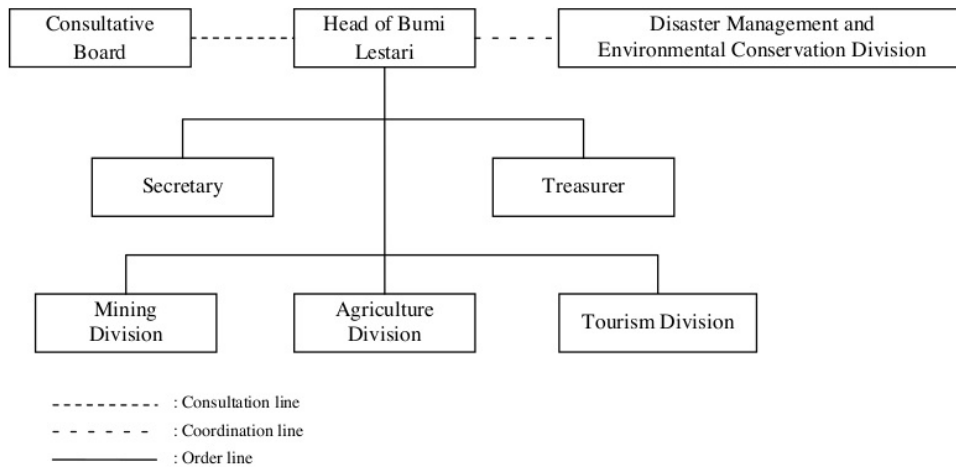 Consultative
Board
Head of Bumi
Lestari
Disaster Management and
Environmental Conservation Division
Secretary
Treasurer
Mining
Division
Agriculture
Division
Tourism Division
: Consultation line
: Coordination line
: Order line